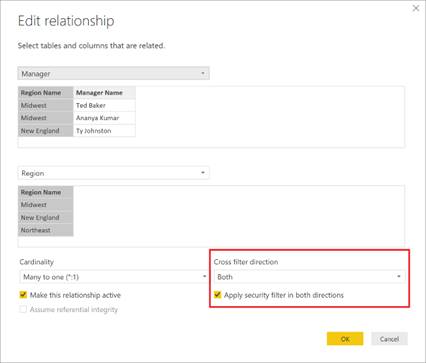 Edit relationship
Select tables and columns that are related.
Manager
Region Name Manager Name
Midwest Ted Baker
Midwest Ananya Kumar
New England Ty Johnston
Region
Region Name
Midwest
New England
Northeast
Cardinality Cross filter direction
Many to one (*:1) Both
Make this relationship active Apply security filter in both directions
Assume referential integrity
OK Cancel